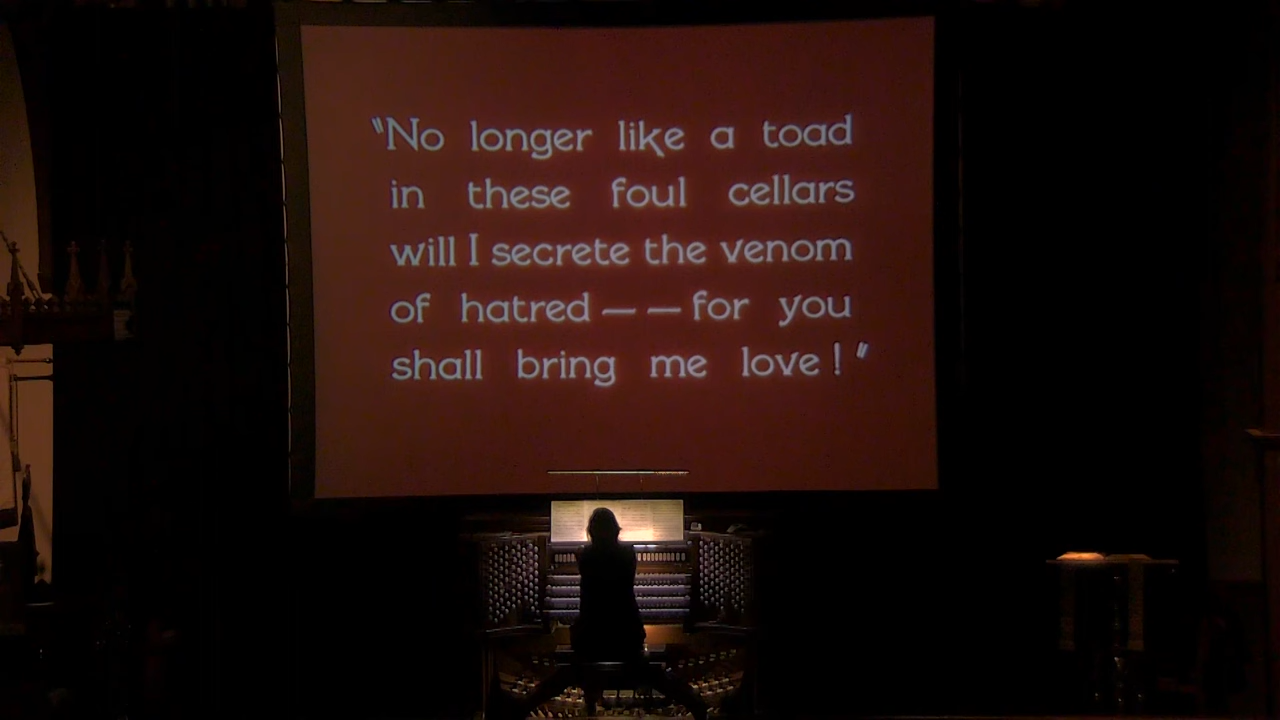 "No longer like a toad
in these foul cellars
will I secrete the venom
of hatred — — for you
shall bring me love!"